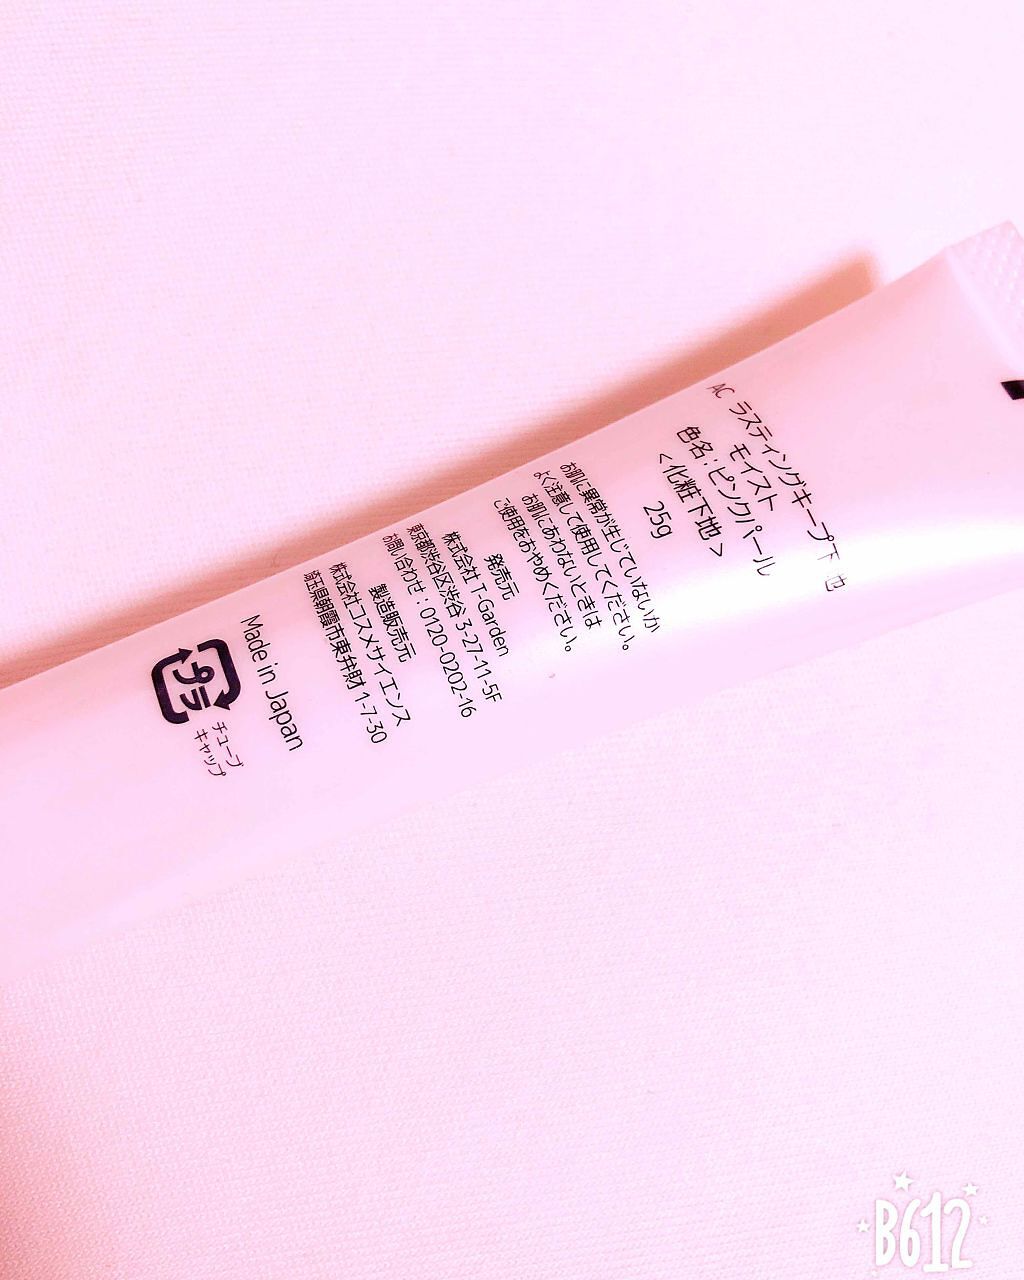 AC ラスティングキープ下地
モイスト
色名：ピンクパール
＜化粧下地＞
25g
お肌に異常が生じていないか
よく注意して使用してください。
お肌にあわないときは
ご使用をおやめください。
発売元
株式会社 T-Garden
東京都渋谷区渋谷 3-27-11-5F
お問い合わせ：0120-0202-16
製造販売元
株式会社コスメサイエンス
埼玉県朝霞市東弁財 1-7-30
Made in Japan
プラ
チューブ
キャップ
B612